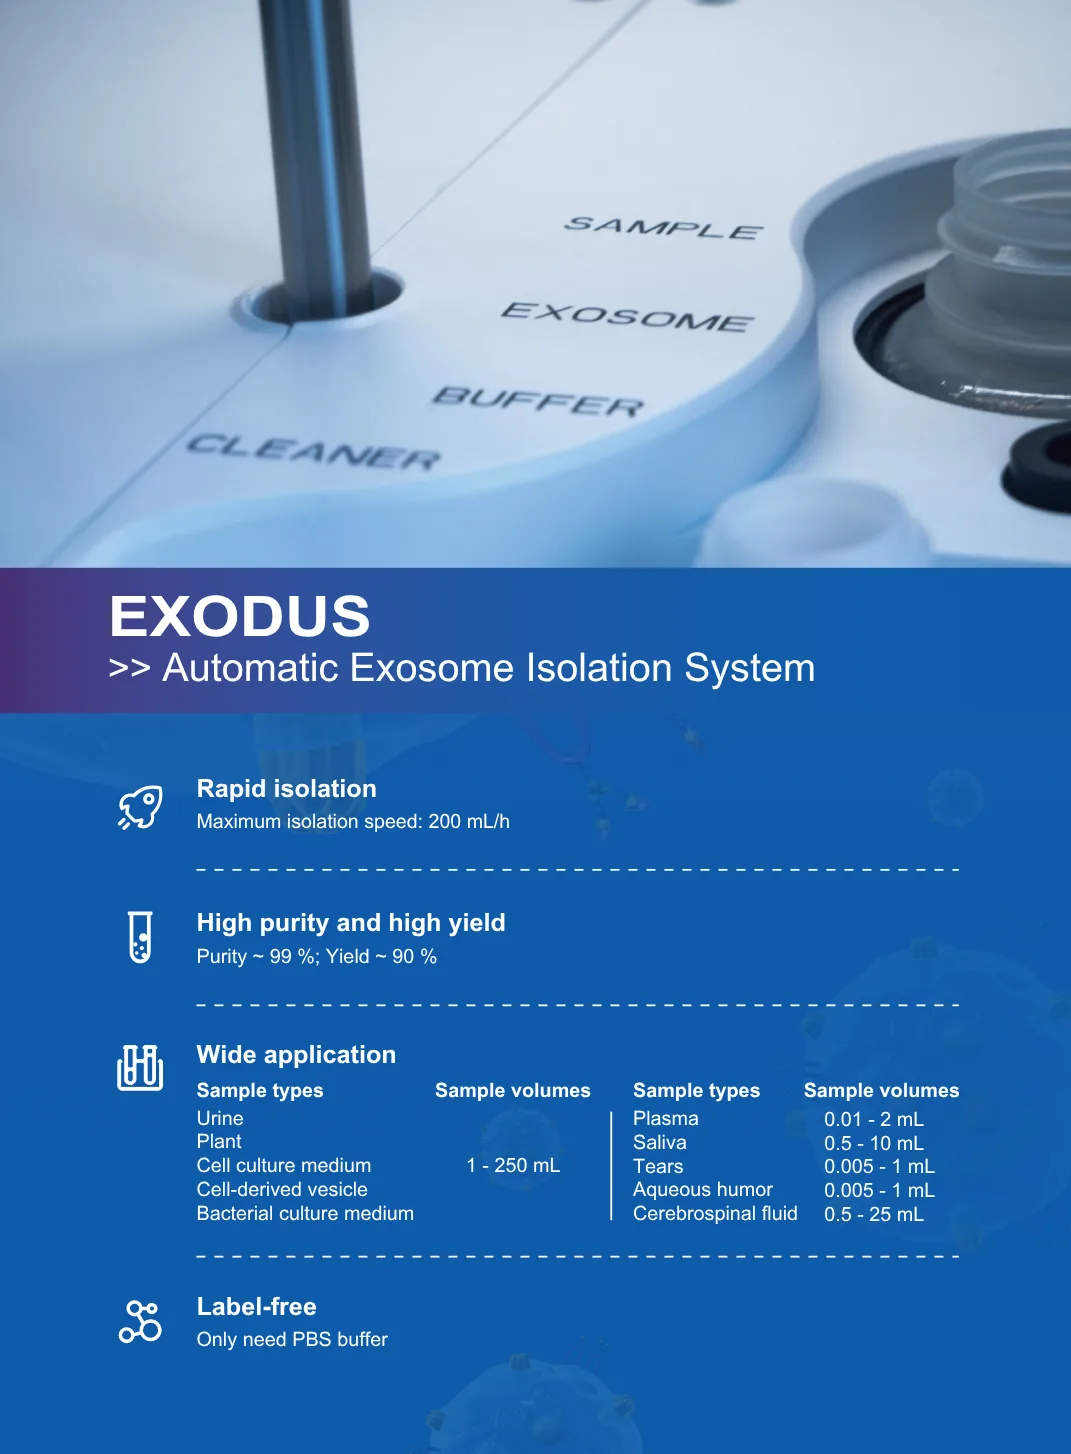 SAMPLE
EXOSOME
BUFFER
CLEANER
EXODUS
>> Automatic Exosome Isolation System
Rapid isolation
Maximum isolation speed: 200 mL/h
High purity and high yield
Purity ~ 99 %; Yield ~ 90 %
Wide application
Sample types Sample volumes Sample types Sample volumes
Urine Plasma 0.01 - 2 mL
Plant Saliva 0.5 - 10 mL
Cell culture medium 1 - 250 mL Tears 0.005 - 1 mL
Cell-derived vesicle Aqueous humor 0.005 - 1 mL
Bacterial culture medium Cerebrospinal fluid 0.5 - 25 mL
Label-free
Only need PBS buffer